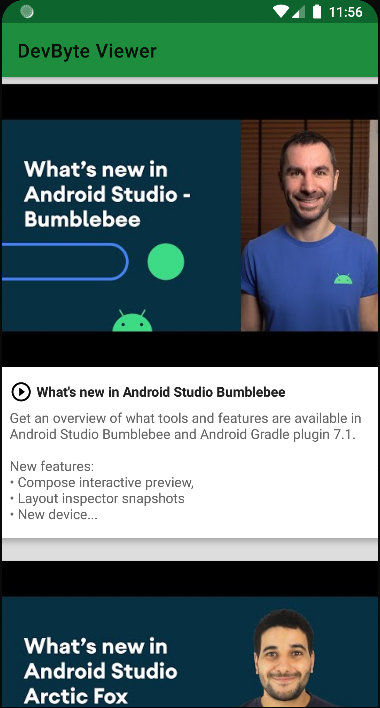 11:56
DevByte Viewer
What's new in
Android Studio -
Bumblebee
What's new in Android Studio Bumblebee
Get an overview of what tools and features are available in
Android Studio Bumblebee and Android Gradle plugin 7.1.
New features:
• Compose interactive preview,
• Layout inspector snapshots
• New device...
What's new in
Android Studio
Arctic Fox